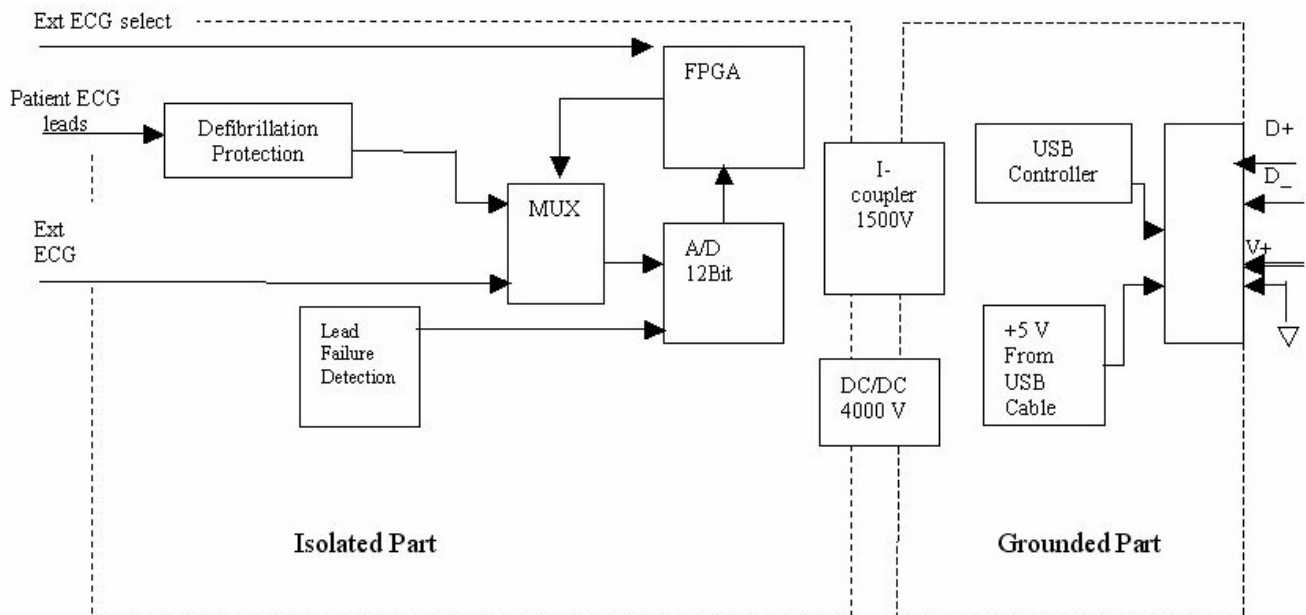 Ext ECG select
FPGA
Patient ECG
leads
Defibrillation
Protection
MUX
Ext
ECG
A/D
12Bit
Lead
Failure
Detection
I-
coupler
1500V
DC/DC
4000 V
USB
Controller
+5 V
From
USB
Cable
D+
D_
V+
Isolated Part
Grounded Part